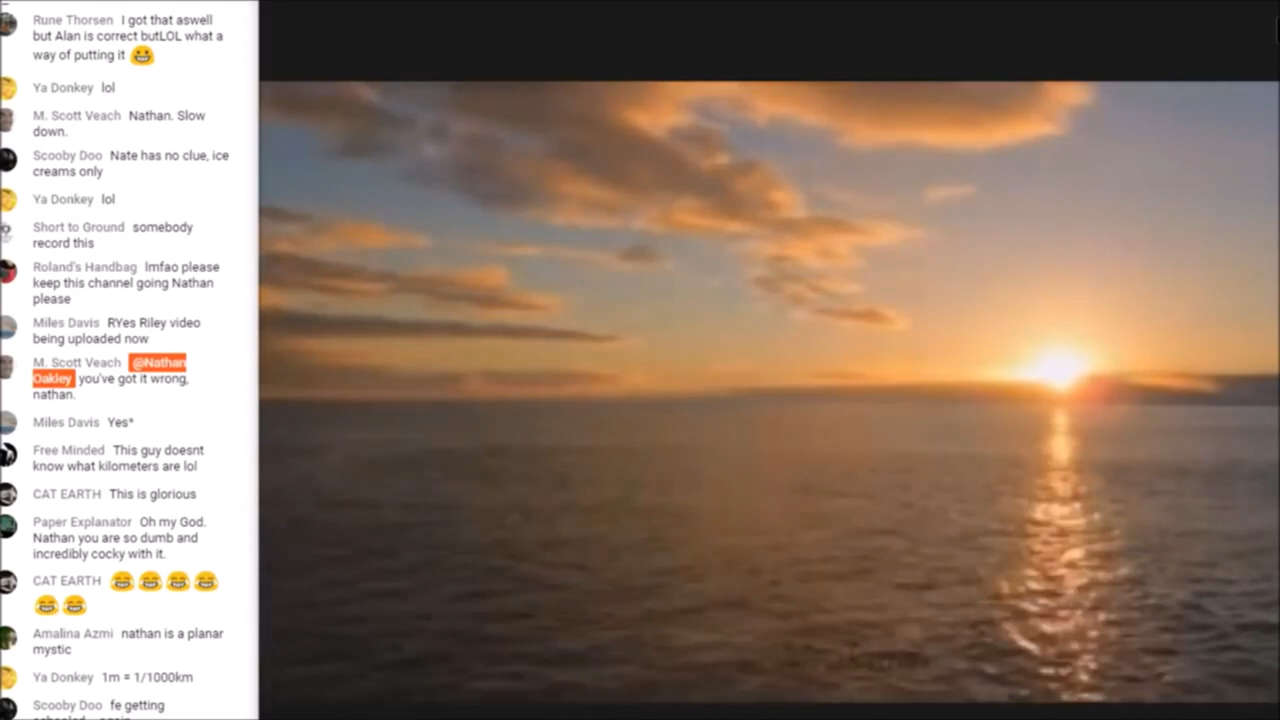 Rune Thorsen I got that aswell
but Alan is correct butLOL what a
way of putting it
Ya Donkey lol
M. Scott Veach Nathan. Slow
down.
Scooby Doo Nate has no clue, ice
creams only
Ya Donkey lol
Short to Ground somebody
record this
Roland's Handbag lmfao please
keep this channel going Nathan
please
Miles Davis RYes Riley video
being uploaded now
M. Scott Veach @Nathan
Oakley you've got it wrong,
nathan.
Miles Davis Yes*
Free Minded This guy doesnt
know what kilometers are lol
CAT EARTH This is glorious
Paper Explanator Oh my God.
Nathan you are so dumb and
incredibly cocky with it.
CAT EARTH
Amalina Azmi nathan is a planar
mystic
Ya Donkey 1m = 1/1000km
Scooby Doo fe getting